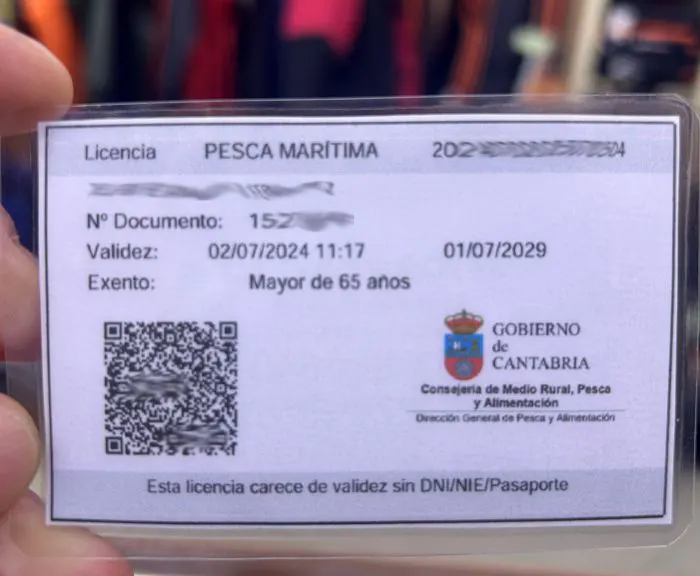 Licencia PESCA MARÍTIMA
Nº Documento:
Validez: 02/07/2024 11:17 01/07/2029
Exento: Mayor de 65 años
GOBIERNO
de
CANTABRIA
Consejería de Medio Rural, Pesca
y Alimentación
Dirección General de Pesca y Alimentación
Esta licencia carece de validez sin DNI/NIE/Pasaporte